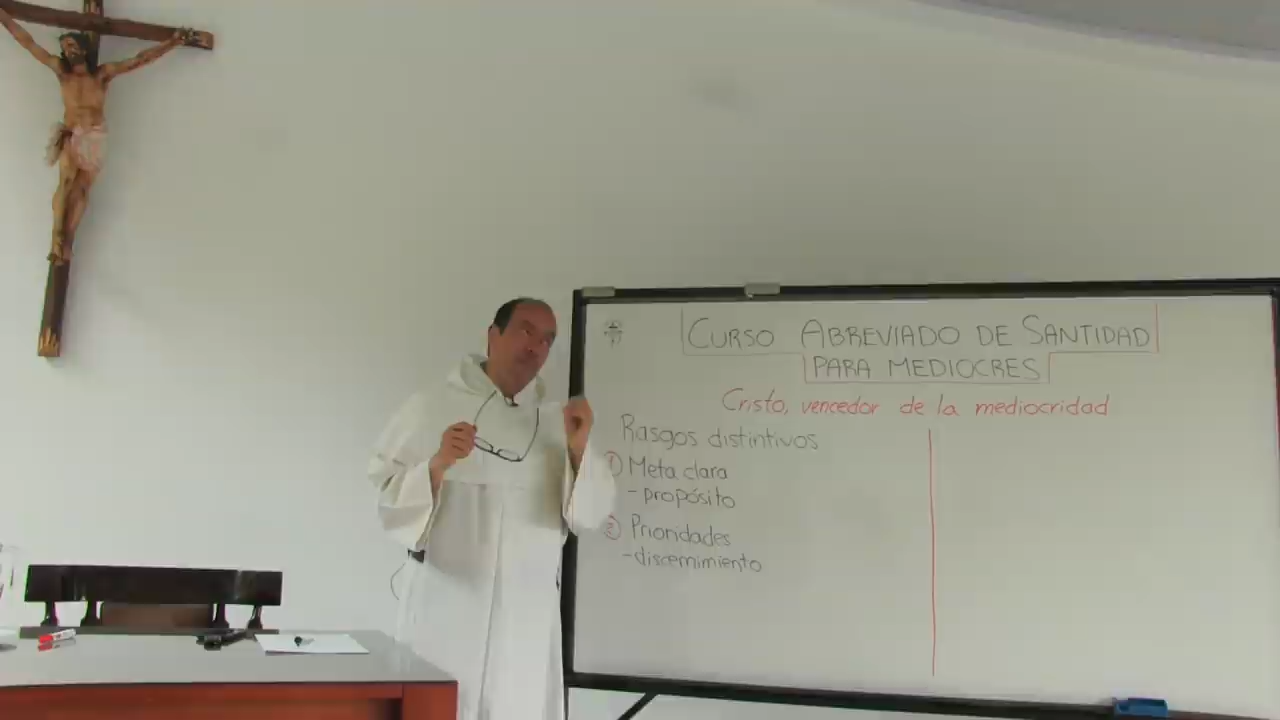 CURSO ABREVIADO DE SANTIDAD
PARA MEDIOCRES
Cristo, vencedor de la mediocridad
Rasgos distintivos
① Meta clara
- propósito
② Prioridades
- discernimiento